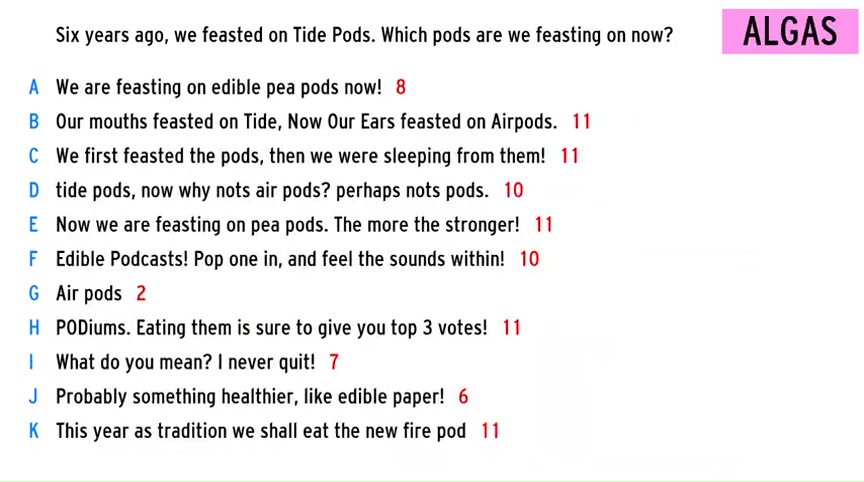 Six years ago, we feasted on Tide Pods. Which pods are we feasting on now?
ALGAS
A We are feasting on edible pea pods now! 8
B Our mouths feasted on Tide, Now Our Ears feasted on Airpods. 11
C We first feasted the pods, then we were sleeping from them! 11
D tide pods, now why nots air pods? perhaps nots pods. 10
E Now we are feasting on pea pods. The more the stronger! 11
F Edible Podcasts! Pop one in, and feel the sounds within! 10
G Air pods 2
H PODiums. Eating them is sure to give you top 3 votes! 11
I What do you mean? I never quit! 7
J Probably something healthier, like edible paper! 6
K This year as tradition we shall eat the new fire pod 11